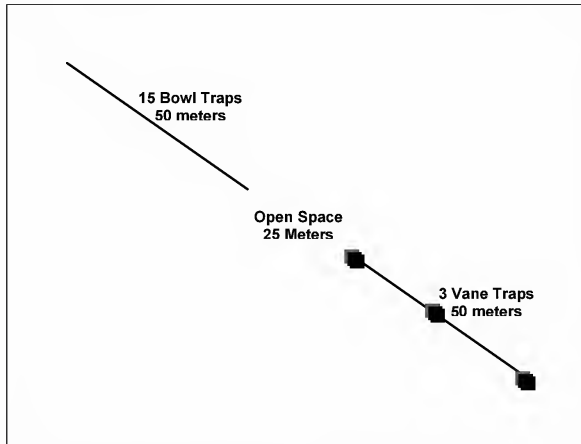 15 Bowl Traps
50 meters
Open Space
25 Meters
3 Vane Traps
50 meters